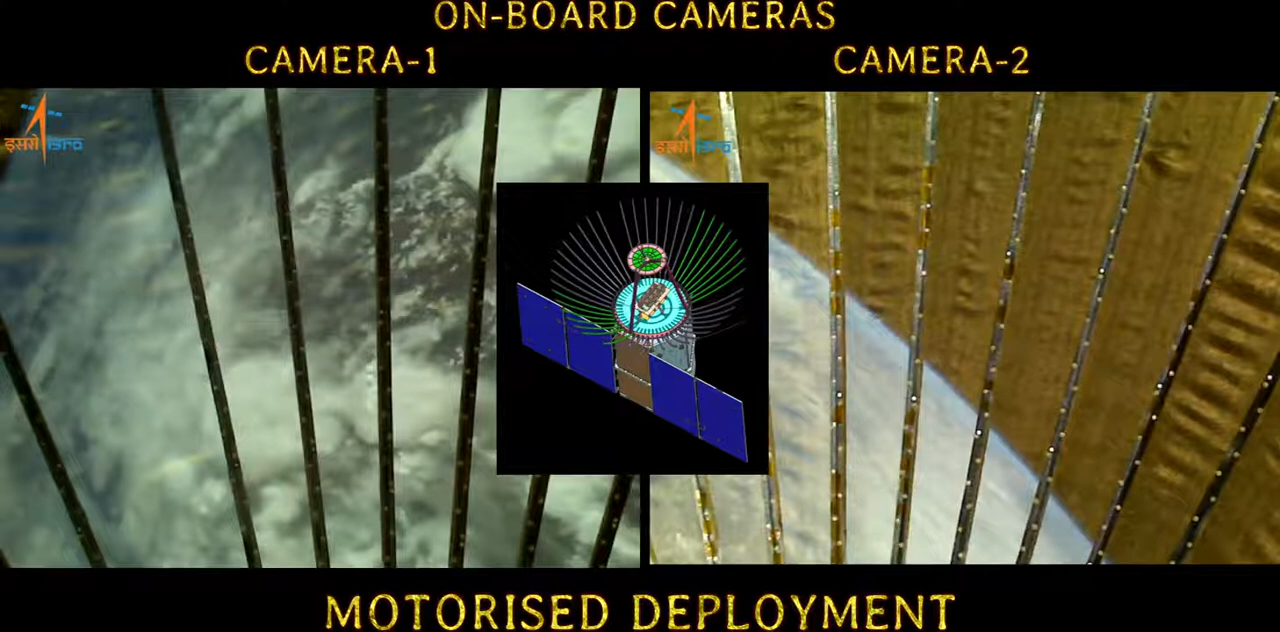 ON-BOARD CAMERAS
CAMERA-1
CAMERA-2
इसरो isro
इसरो isro
MOTORISED DEPLOYMENT